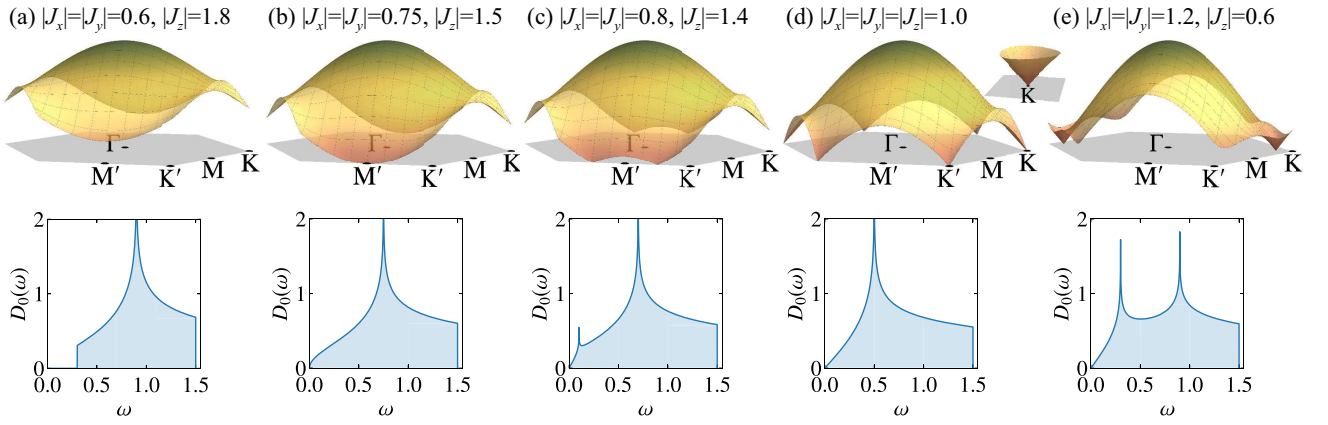 (a) |Jx|=|Jy|=0.6, |Jz|=1.8
(b) |Jx|=|Jy|=0.75, |Jz|=1.5
(c) |Jx|=|Jy|=0.8, |Jz|=1.4
(d) |Jx|=|Jy|=|Jz|=1.0
(e) |Jx|=|Jy|=1.2, |Jz|=0.6
Γ̄
M̄′ K̄′ M̄ K̄
Γ̄
M̄′ K̄′ M̄ K̄
Γ̄
M̄′ K̄′ M̄ K̄
K̄
Γ̄
M̄′ K̄′ M̄ K̄
Γ̄
M̄′ K̄′ M̄ K̄
D0(ω)
2
1
0
0.0 0.5 1.0 1.5
ω
D0(ω)
2
1
0
0.0 0.5 1.0 1.5
ω
D0(ω)
2
1
0
0.0 0.5 1.0 1.5
ω
D0(ω)
2
1
0
0.0 0.5 1.0 1.5
ω
D0(ω)
2
1
0
0.0 0.5 1.0 1.5
ω